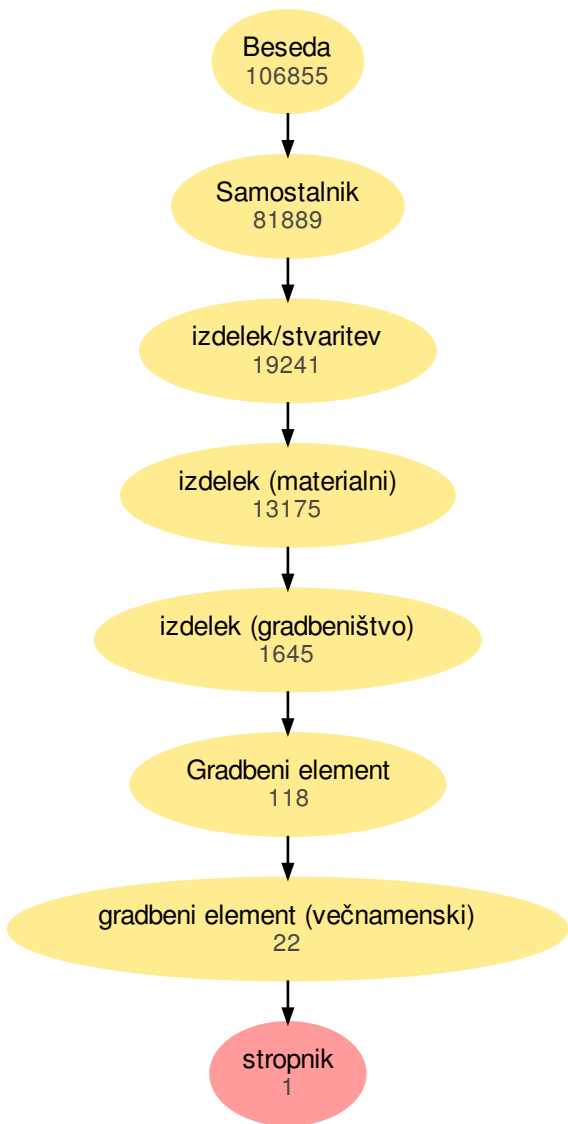 Beseda
106855
Samostalnik
81889
izdelek/stvaritev
19241
izdelek (materialni)
13175
izdelek (gradbeništvo)
1645
Gradbeni element
118
gradbeni element (večnamenski)
22
stropnik
1